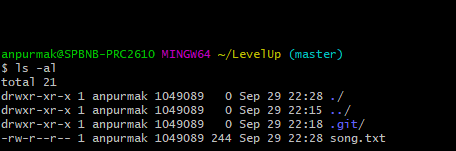 anpurmak@SPBNB-PRC2610 MINGW64 ~/LevelUp (master)
$ ls -al
total 21
drwxr-xr-x 1 anpurmak 1049089   0 Sep 29 22:28 ./
drwxr-xr-x 1 anpurmak 1049089   0 Sep 29 22:15 ../
drwxr-xr-x 1 anpurmak 1049089   0 Sep 29 22:18 .git/
-rw-r--r-- 1 anpurmak 1049089 244 Sep 29 22:28 song.txt